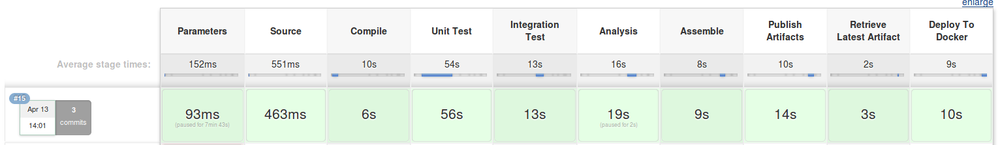 enlarge
Parameters
Source
Compile
Unit Test
Integration
Test
Analysis
Assemble
Publish
Artifacts
Retrieve
Latest Artifact
Deploy To
Docker
Average stage times:
152ms
551ms
10s
54s
13s
16s
8s
10s
2s
9s
#15
Apr 13
14:01
3
commits
93ms
(paused for 7min 43s)
463ms
6s
56s
13s
19s
(paused for 2s)
9s
14s
3s
10s